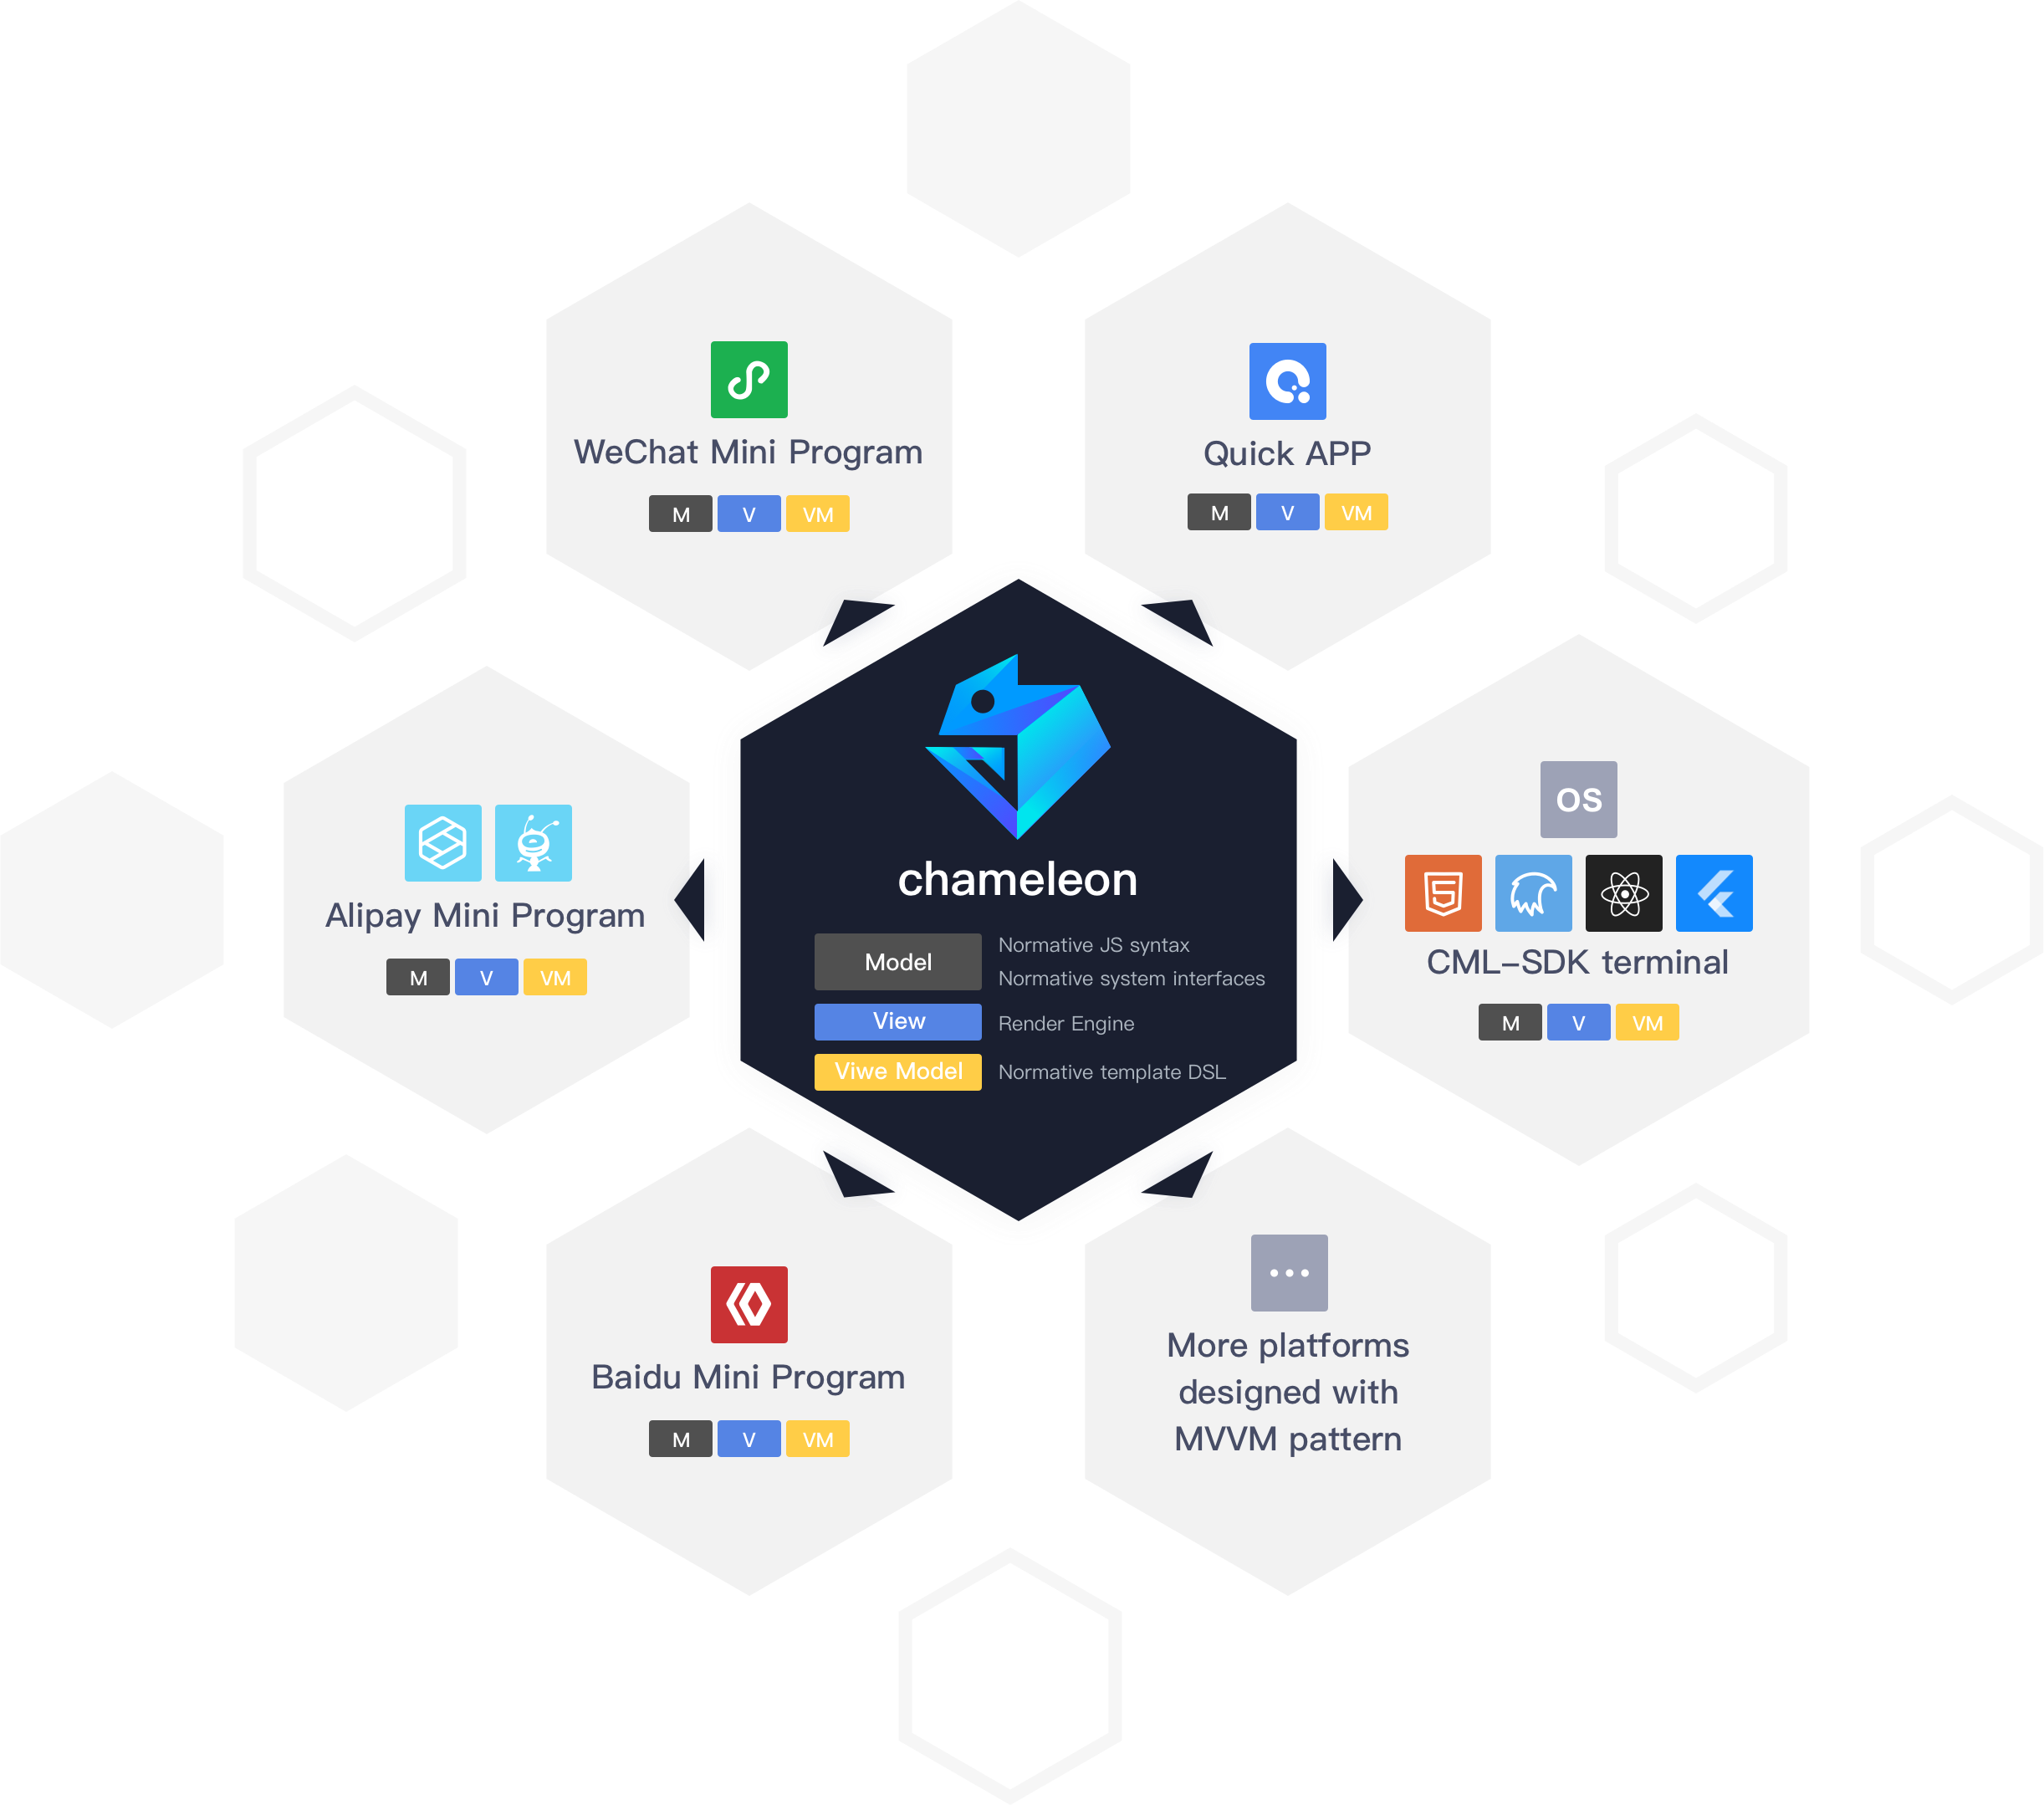 WeChat Mini Program
M V VM
Quick APP
M V VM
Alipay Mini Program
M V VM
chameleon
Model
Normative JS syntax
Normative system interfaces
View
Render Engine
Viwe Model
Normative template DSL
OS
CML-SDK terminal
M V VM
Baidu Mini Program
M V VM
More platforms
designed with
MVVM pattern